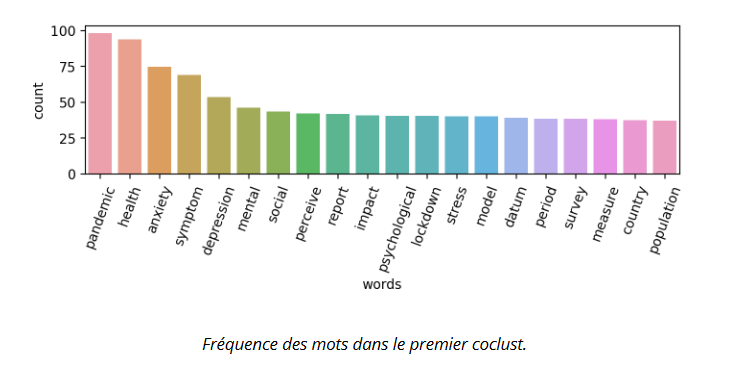 100
75
50
25
0
count
pandemic
health
anxiety
symptom
depression
mental
social
perceive
report
impact
psychological
lockdown
stress
model
datum
period
survey
measure
country
population
words
Fréquence des mots dans le premier coclust.